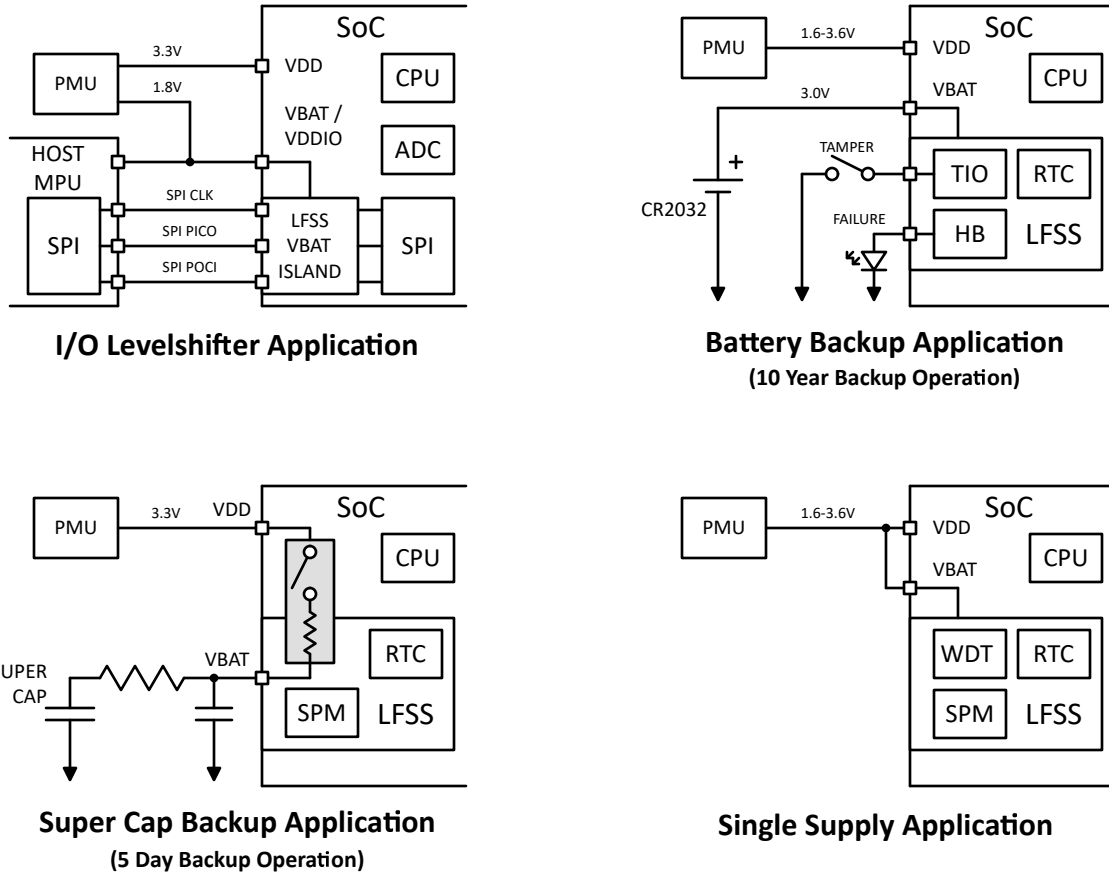 SoC
3.3V
PMU
VDD
1.8V
CPU
VBAT /
VDDIO
ADC
HOST
MPU
SPI CLK
SPI
SPI PICO
SPI POCI
LFSS
VBAT
ISLAND
SPI
I/O Levelshifter Application
SoC
1.6-3.6V
PMU
VDD
CPU
VBAT
3.0V
TAMPER
+
TIO
RTC
CR2032
FAILURE
HB
LFSS
Battery Backup Application
(10 Year Backup Operation)
SoC
3.3V
VDD
PMU
CPU
VBAT
RTC
UPER
CAP
SPM
LFSS
Super Cap Backup Application
(5 Day Backup Operation)
SoC
1.6-3.6V
PMU
VDD
CPU
VBAT
WDT
RTC
SPM
LFSS
Single Supply Application